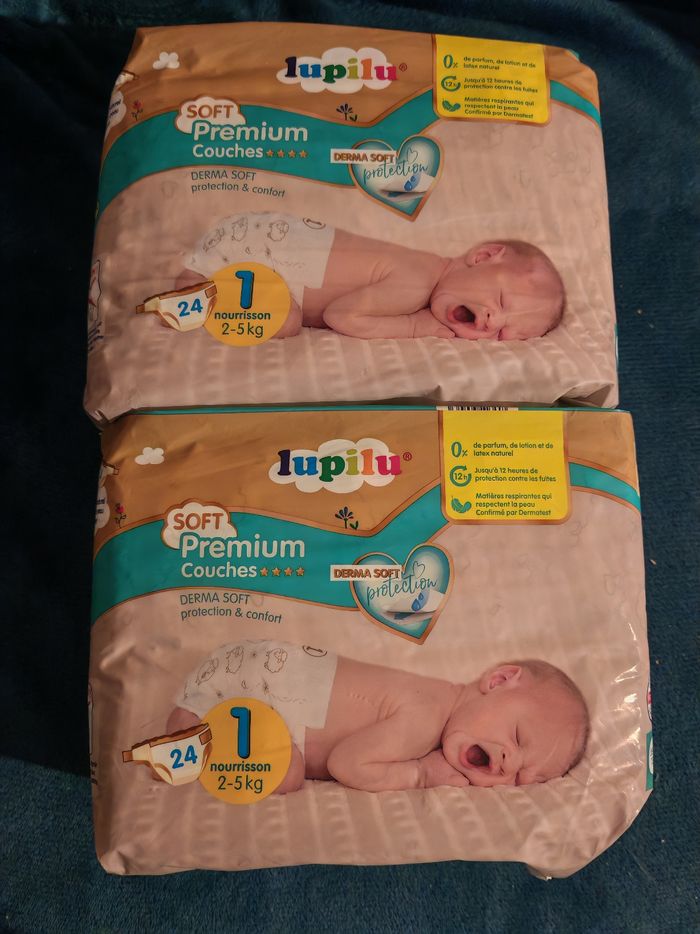 lupilu®
0% de parfum, de lotion et de
latex naturel
12h Jusqu'à 12 heures de
protection contre les fuites
Matières respirantes qui
respectent la peau
Confirmé par Dermatest
SOFT
Premium
Couches
DERMA SOFT
protection
DERMA SOFT
protection & confort
24
1
nourrisson
2-5kg
lupilu®
0% de parfum, de lotion et de
latex naturel
12h Jusqu'à 12 heures de
protection contre les fuites
Matières respirantes qui
respectent la peau
Confirmé par Dermatest
SOFT
Premium
Couches
DERMA SOFT
protection
DERMA SOFT
protection & confort
24
1
nourrisson
2-5kg